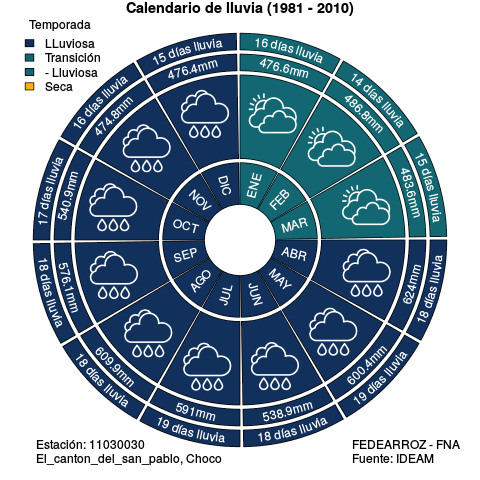 Calendario de lluvia (1981 - 2010)
Temporada
LLuviosa
Transición
- Lluviosa
Seca
16 días lluvia
476.6mm
ENE
14 días lluvia
486.8mm
FEB
15 días lluvia
483.6mm
MAR
18 días lluvia
624mm
ABR
19 días lluvia
600.4mm
MAY
18 días lluvia
538.9mm
JUN
19 días lluvia
591mm
JUL
18 días lluvia
609.9mm
AGO
18 días lluvia
576.1mm
SEP
17 días lluvia
540.9mm
OCT
16 días lluvia
474.8mm
NOV
15 días lluvia
476.4mm
DIC
Estación: 11030030
El_canton_del_san_pablo, Choco
FEDEARROZ - FNA
Fuente: IDEAM